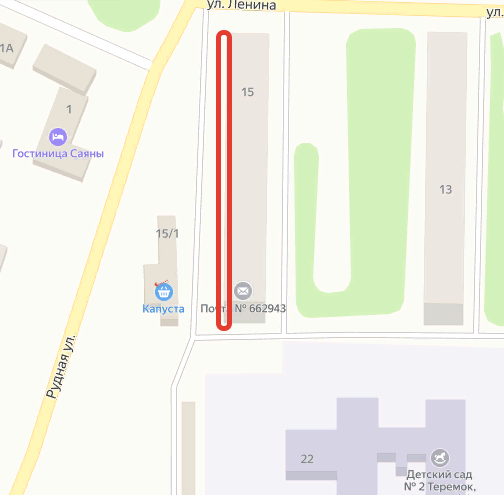 ул. Ленина
ул.
1А
15
1
Гостиница Саяны
13
15/1
Капуста
Почта № 662943
Рудная ул.
22
Детский сад
№ 2 Теремок,